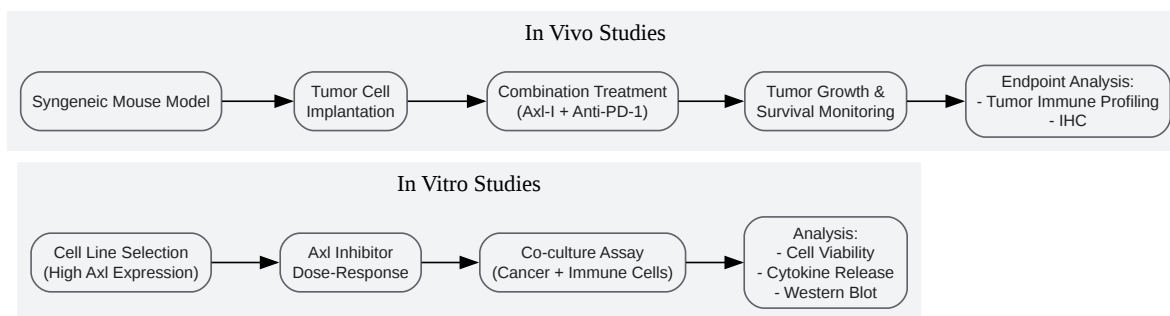 In Vivo Studies
Syngeneic Mouse Model
Tumor Cell
Implantation
Combination Treatment
(Axl-I + Anti-PD-1)
Tumor Growth &
Survival Monitoring
Endpoint Analysis:
- Tumor Immune Profiling
- IHC
In Vitro Studies
Cell Line Selection
(High Axl Expression)
Axl Inhibitor
Dose-Response
Co-culture Assay
(Cancer + Immune Cells)
Analysis:
- Cell Viability
- Cytokine Release
- Western Blot